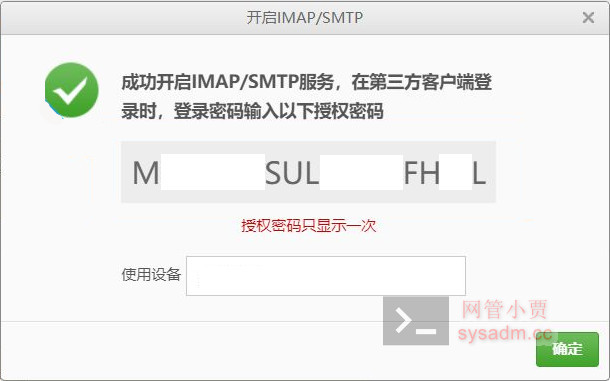 开启IMAP/SMTP
成功开启IMAP/SMTP服务，在第三方客户端登
录时，登录密码输入以下授权密码
M SUL FH L
授权密码只显示一次
使用设备
网管小贾
sysadm.cc
确定